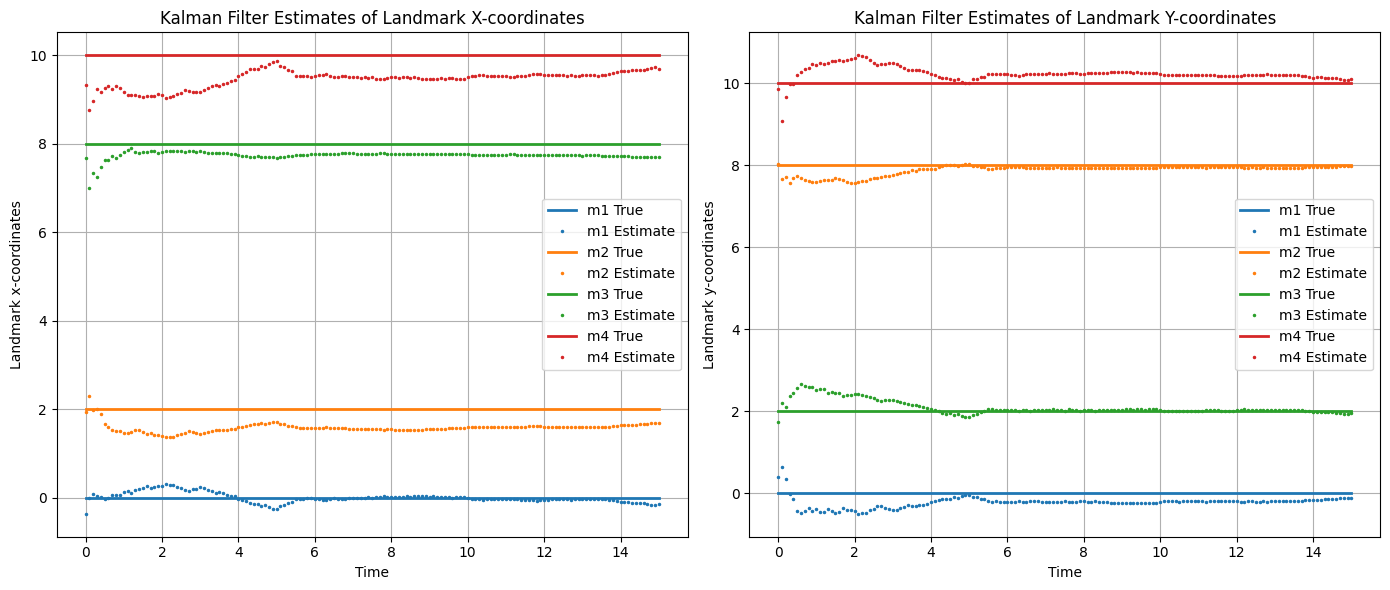 Kalman Filter Estimates of Landmark X-coordinates
Landmark x-coordinates
10
8
6
4
2
0
0 2 4 6 8 10 12 14
Time
m1 True
m1 Estimate
m2 True
m2 Estimate
m3 True
m3 Estimate
m4 True
m4 Estimate
Kalman Filter Estimates of Landmark Y-coordinates
Landmark y-coordinates
10
8
6
4
2
0
0 2 4 6 8 10 12 14
Time
m1 True
m1 Estimate
m2 True
m2 Estimate
m3 True
m3 Estimate
m4 True
m4 Estimate